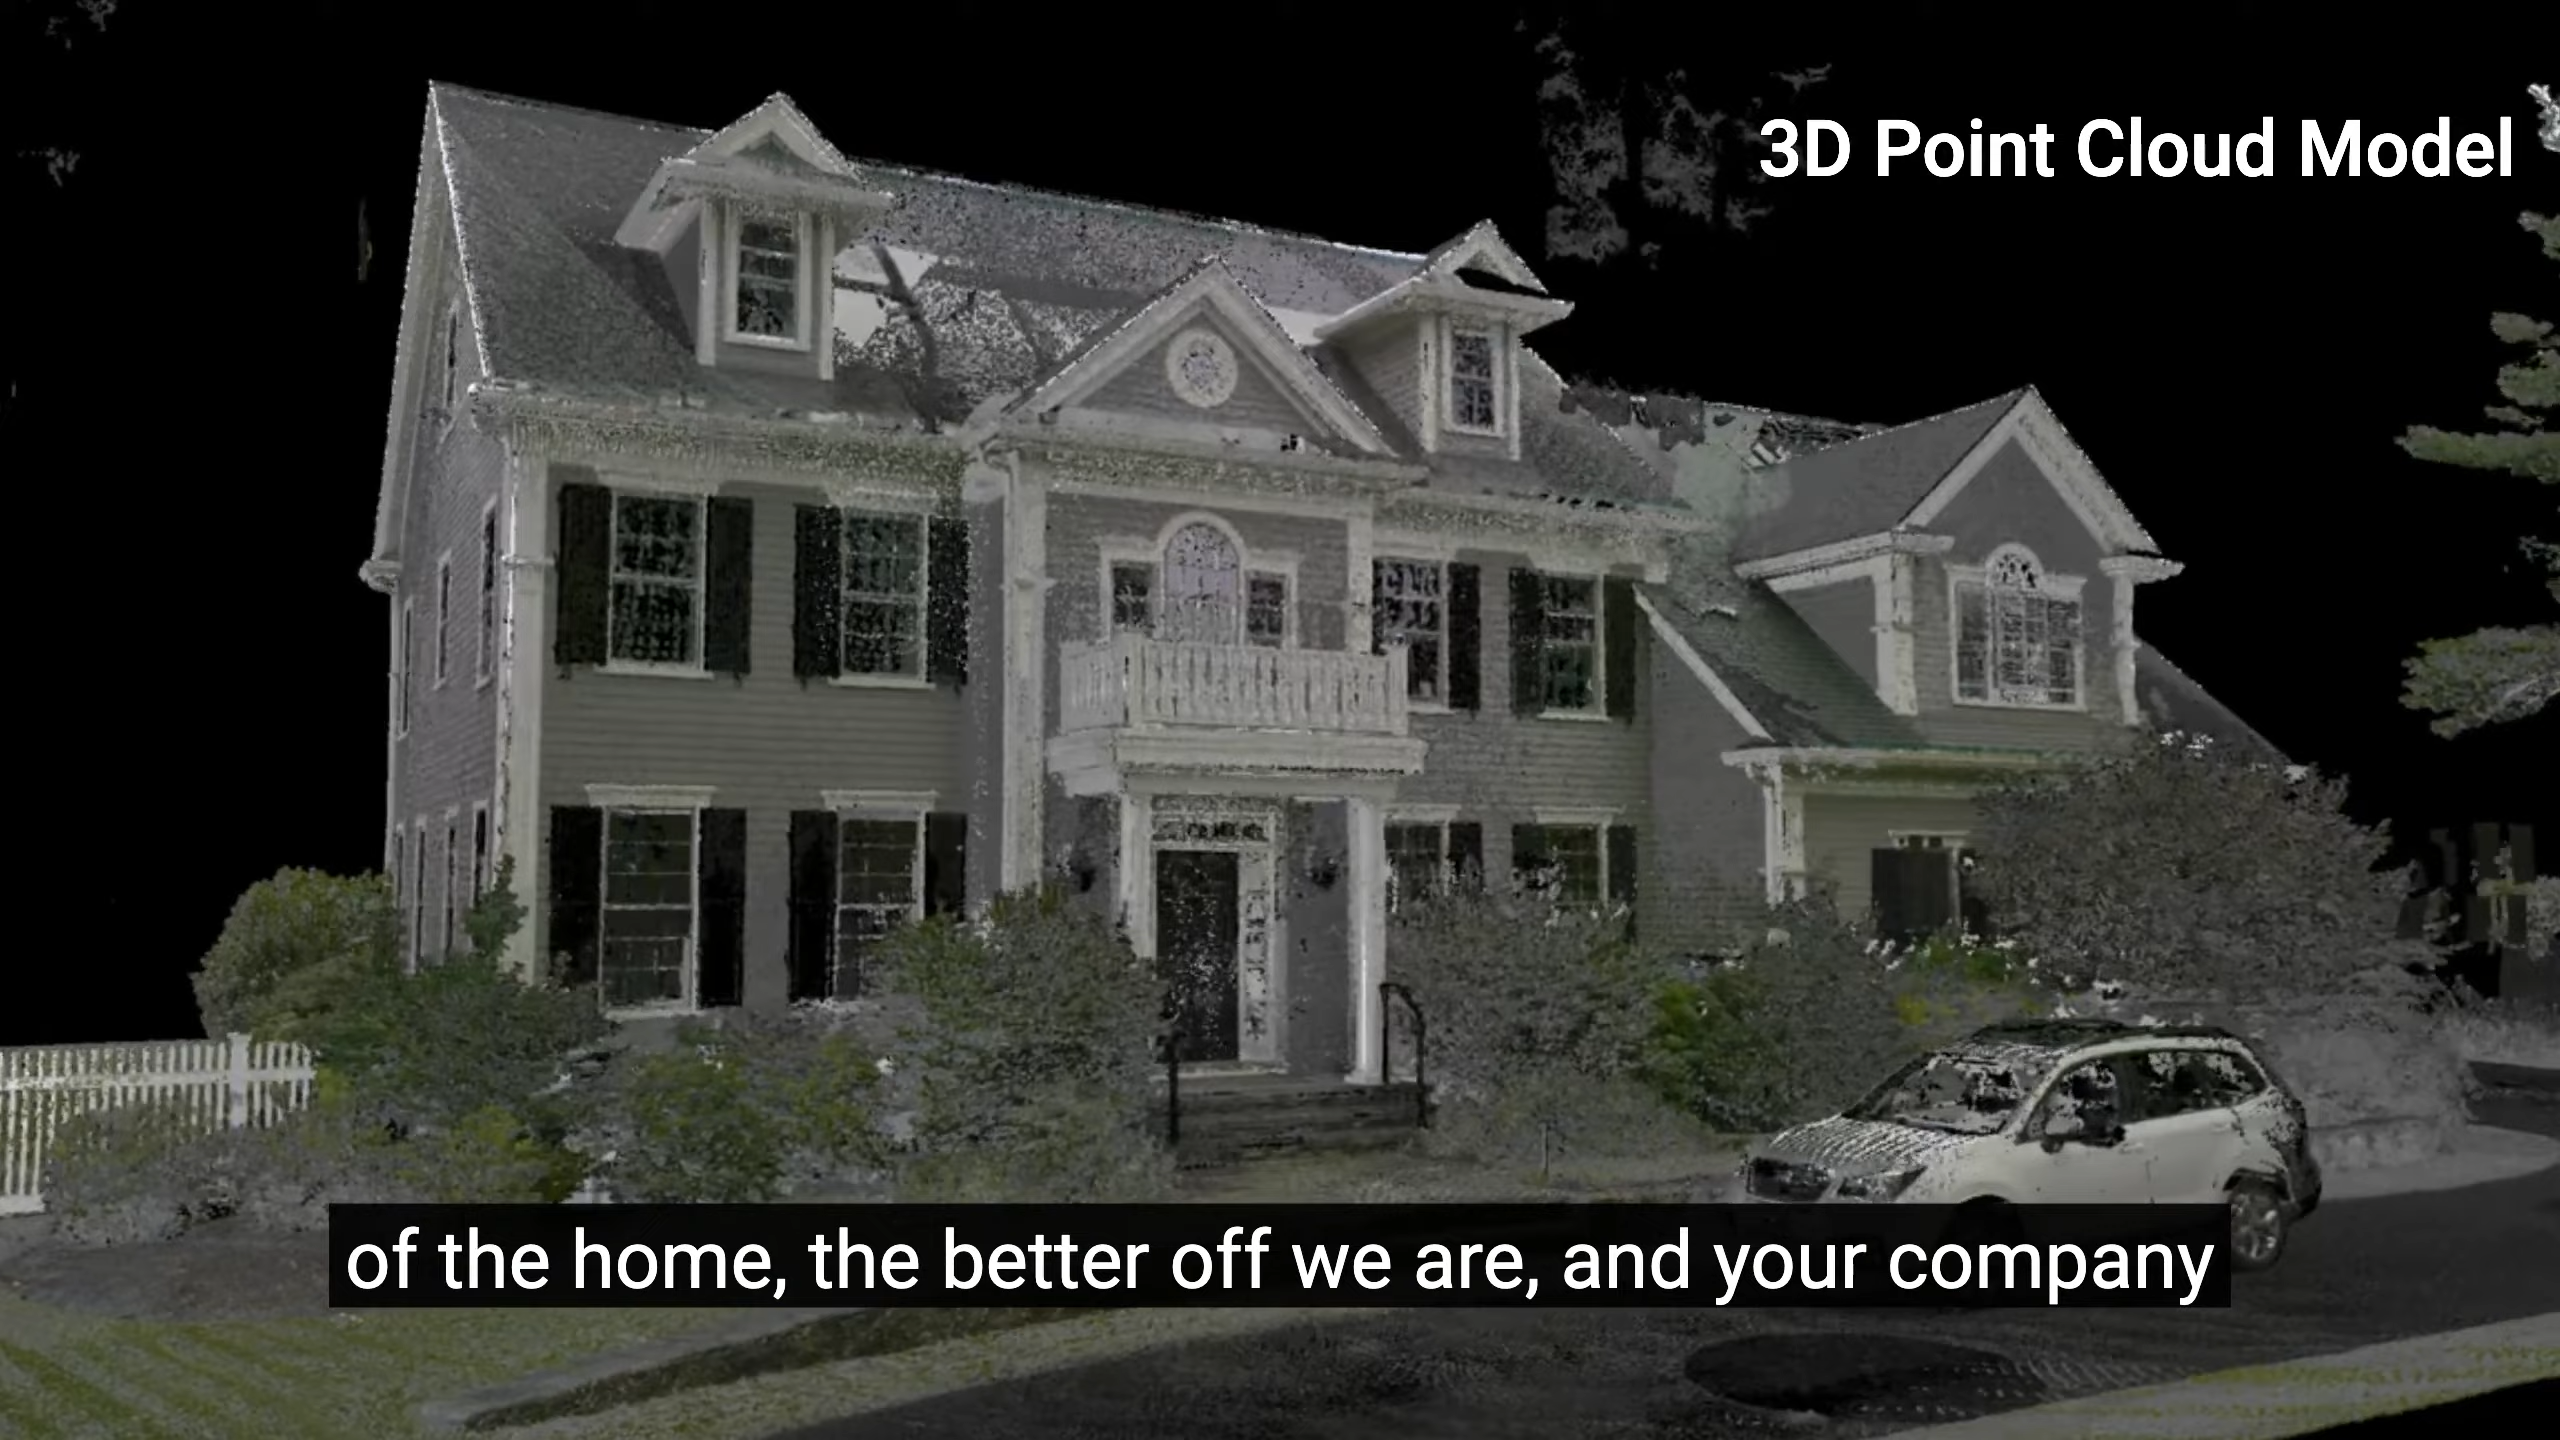 3D Point Cloud Model
of the home, the better off we are, and your company